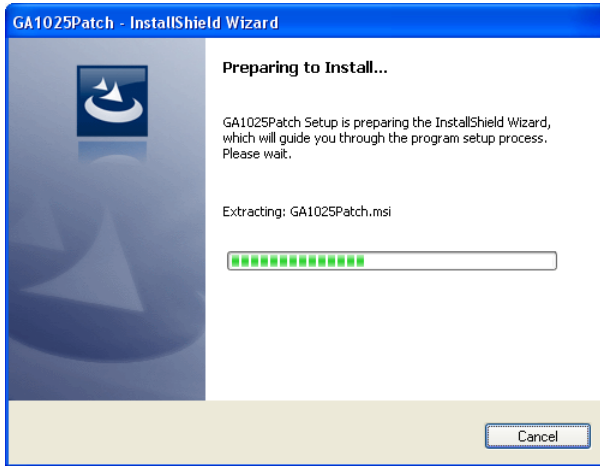 GA1025Patch - InstallShield Wizard
Preparing to Install...
GA1025Patch Setup is preparing the InstallShield Wizard,
which will guide you through the program setup process.
Please wait.
Extracting: GA1025Patch.msi
Cancel